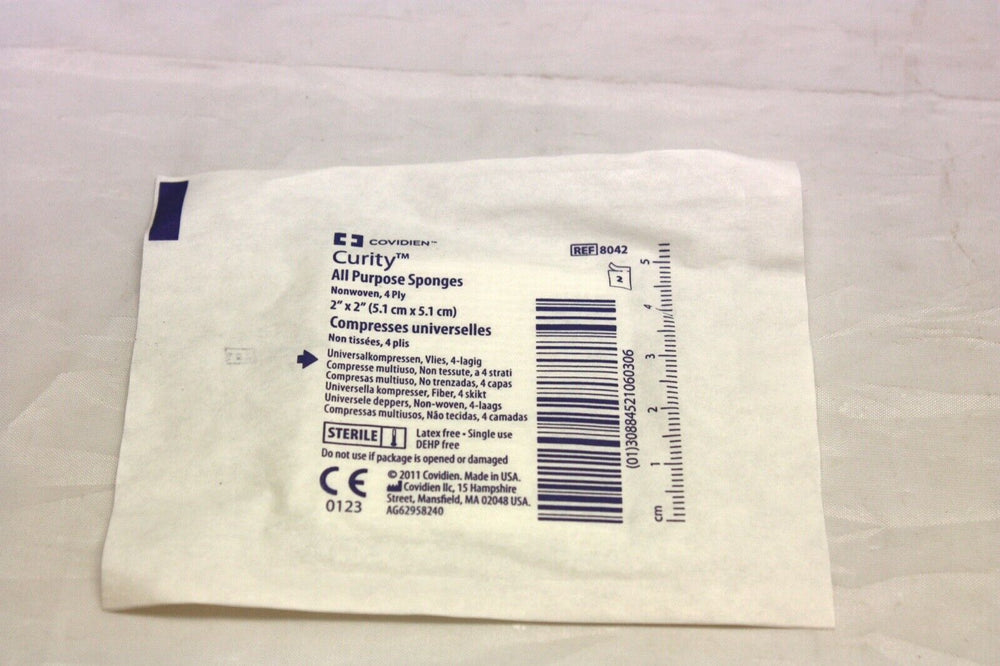 COVIDIEN™
Curity™
All Purpose Sponges
Nonwoven, 4 Ply
2" x 2" (5.1 cm x 5.1 cm)
Compresses universelles
Non tissées, 4 plis
Universalkompressen, Vlies, 4-lagig
Compresse multiuso, Non tessute, a 4 strati
Compresas multiuso, No trenzadas, 4 capas
Universella kompresser, Fiber, 4 skikt
Universele deppers, Non-woven, 4-laags
Compressas multiusos, Não tecidas, 4 camadas
STERILE
Latex free • Single use
DEHP free
Do not use if package is opened or damaged
CE
0123
© 2011 Covidien. Made in USA.
Covidien llc, 15 Hampshire
Street, Mansfield, MA 02048 USA.
AG62958240
REF 8042
2
(01)30884521060306
cm 1 2 3 4 5